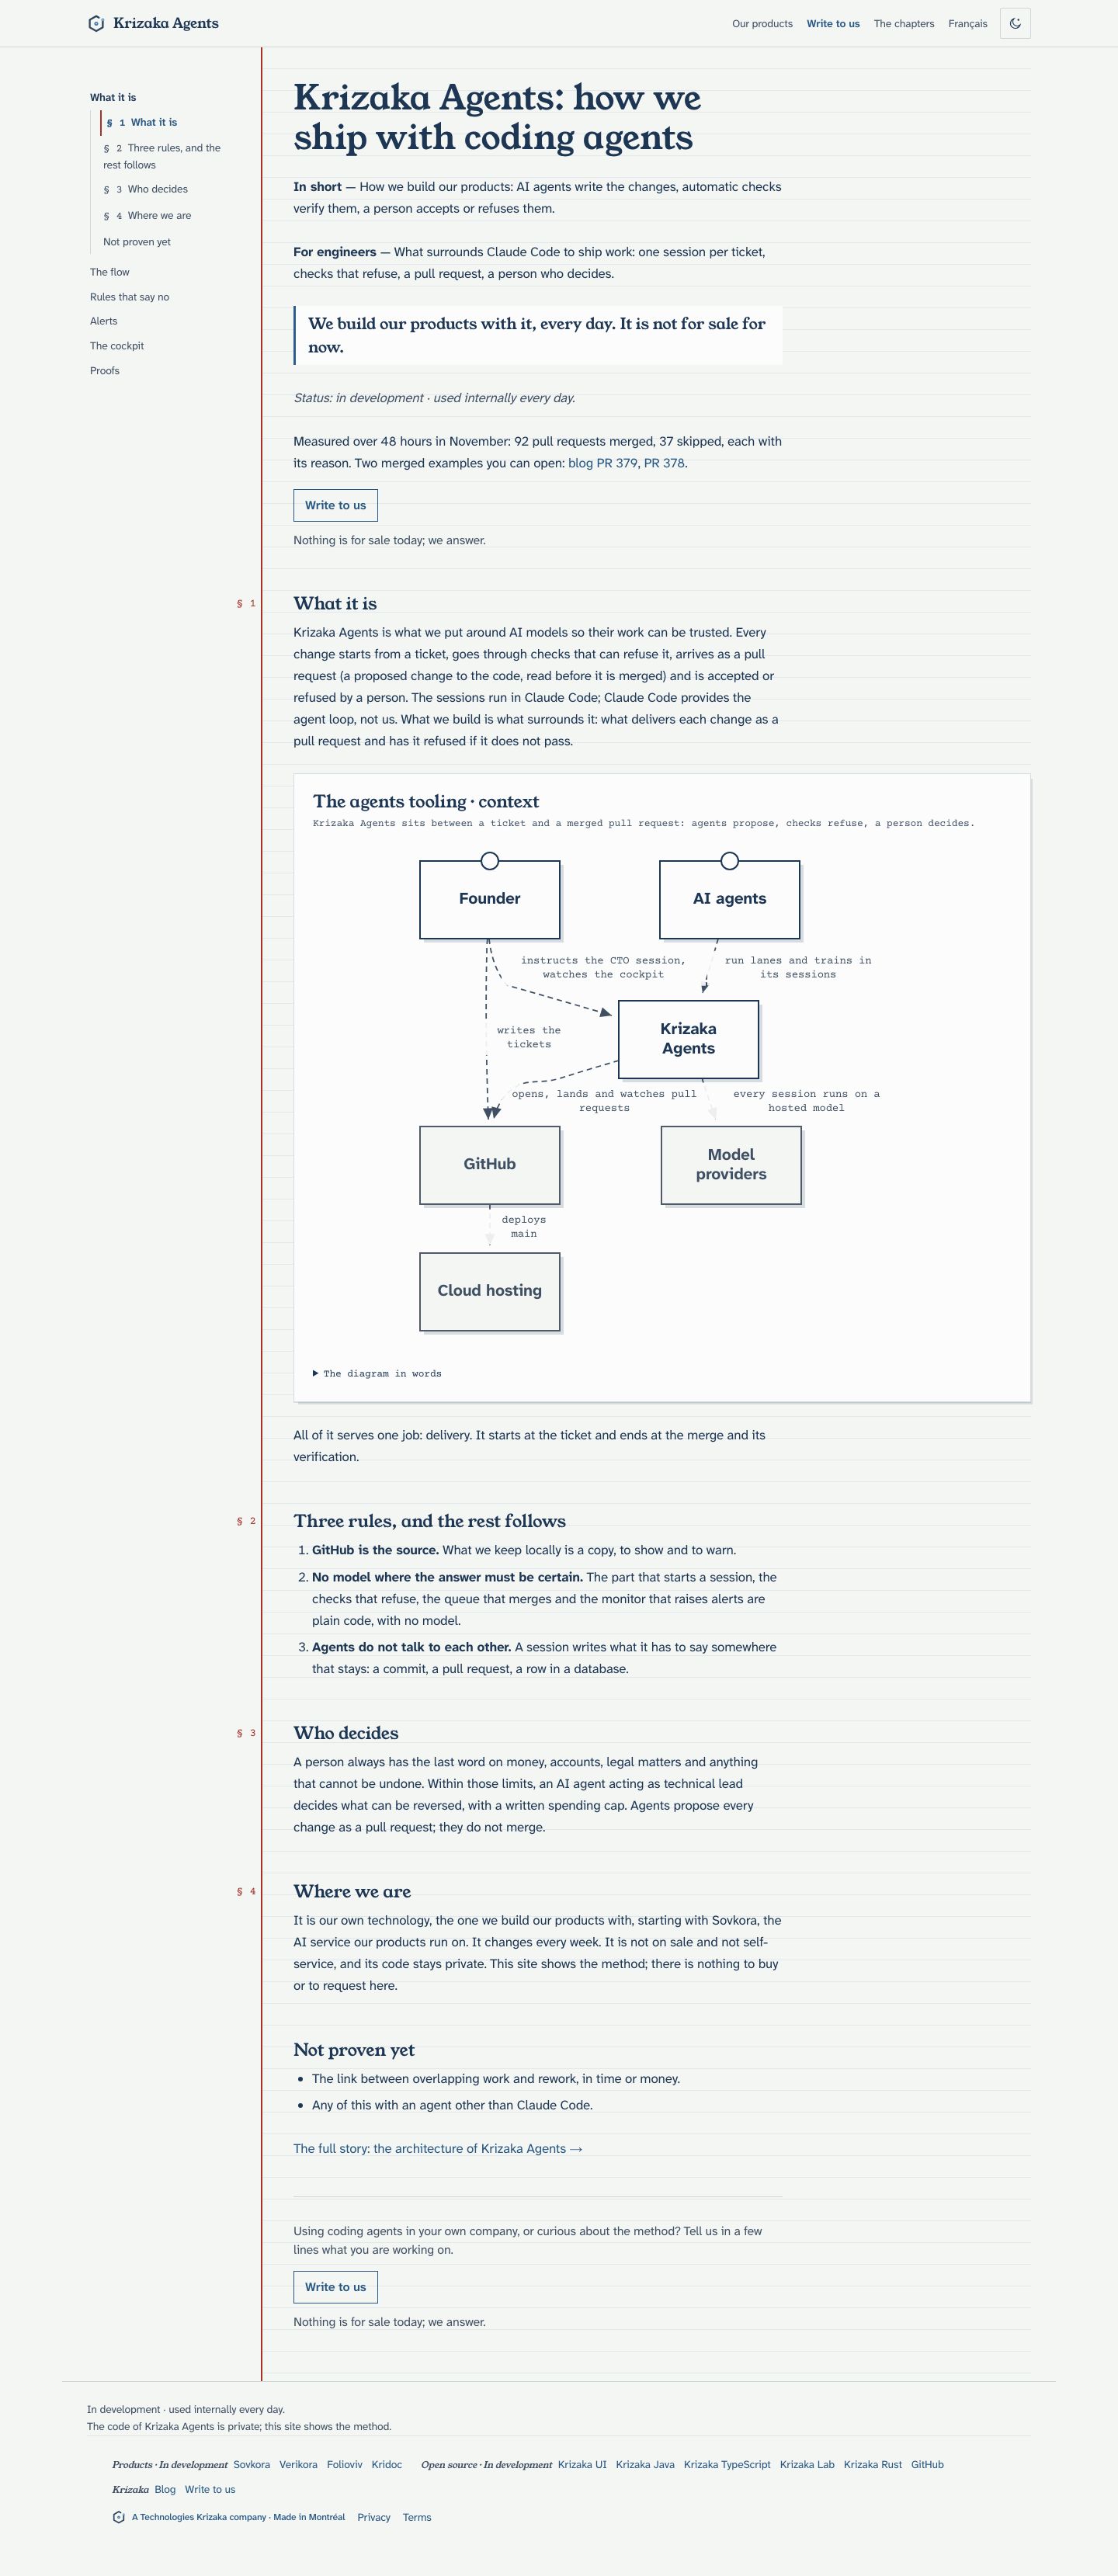 Krizaka Agents
Our products
Write to us
The chapters
Français
What it is
§ 1 What it is
§ 2 Three rules, and the
rest follows
§ 3 Who decides
§ 4 Where we are
Not proven yet
The flow
Rules that say no
Alerts
The cockpit
Proofs
Krizaka Agents: how we
ship with coding agents
In short — How we build our products: AI agents write the changes, automatic checks
verify them, a person accepts or refuses them.
For engineers — What surrounds Claude Code to ship work: one session per ticket,
checks that refuse, a pull request, a person who decides.
We build our products with it, every day. It is not for sale for
now.
Status: in development · used internally every day.
Measured over 48 hours in November: 92 pull requests merged, 37 skipped, each with
its reason. Two merged examples you can open: blog PR 379, PR 378.
Write to us
Nothing is for sale today; we answer.
§ 1
What it is
Krizaka Agents is what we put around AI models so their work can be trusted. Every
change starts from a ticket, goes through checks that can refuse it, arrives as a pull
request (a proposed change to the code, read before it is merged) and is accepted or
refused by a person. The sessions run in Claude Code; Claude Code provides the
agent loop, not us. What we build is what surrounds it: what delivers each change as a
pull request and has it refused if it does not pass.
The agents tooling · context
Krizaka Agents sits between a ticket and a merged pull request: agents propose, checks refuse, a person decides.
Founder
AI agents
instructs the CTO session,
watches the cockpit
run lanes and trains in
its sessions
Krizaka
Agents
writes the
tickets
opens, lands and watches pull
requests
every session runs on a
hosted model
GitHub
Model
providers
deploys
main
Cloud hosting
▶ The diagram in words
All of it serves one job: delivery. It starts at the ticket and ends at the merge and its
verification.
§ 2
Three rules, and the rest follows
1. GitHub is the source. What we keep locally is a copy, to show and to warn.
2. No model where the answer must be certain. The part that starts a session, the
checks that refuse, the queue that merges and the monitor that raises alerts are
plain code, with no model.
3. Agents do not talk to each other. A session writes what it has to say somewhere
that stays: a commit, a pull request, a row in a database.
§ 3
Who decides
A person always has the last word on money, accounts, legal matters and anything
that cannot be undone. Within those limits, an AI agent acting as technical lead
decides what can be reversed, with a written spending cap. Agents propose every
change as a pull request; they do not merge.
§ 4
Where we are
It is our own technology, the one we build our products with, starting with Sovkora, the
AI service our products run on. It changes every week. It is not on sale and not self-
service, and its code stays private. This site shows the method; there is nothing to buy
or to request here.
Not proven yet
• The link between overlapping work and rework, in time or money.
• Any of this with an agent other than Claude Code.
The full story: the architecture of Krizaka Agents →
Using coding agents in your own company, or curious about the method? Tell us in a few
lines what you are working on.
Write to us
Nothing is for sale today; we answer.
In development · used internally every day.
The code of Krizaka Agents is private; this site shows the method.
Products · In development Sovkora Verikora Folioviv Kridoc Open source · In development Krizaka UI Krizaka Java Krizaka TypeScript Krizaka Lab Krizaka Rust GitHub
Krizaka Blog Write to us
A Technologies Krizaka company · Made in Montréal Privacy Terms